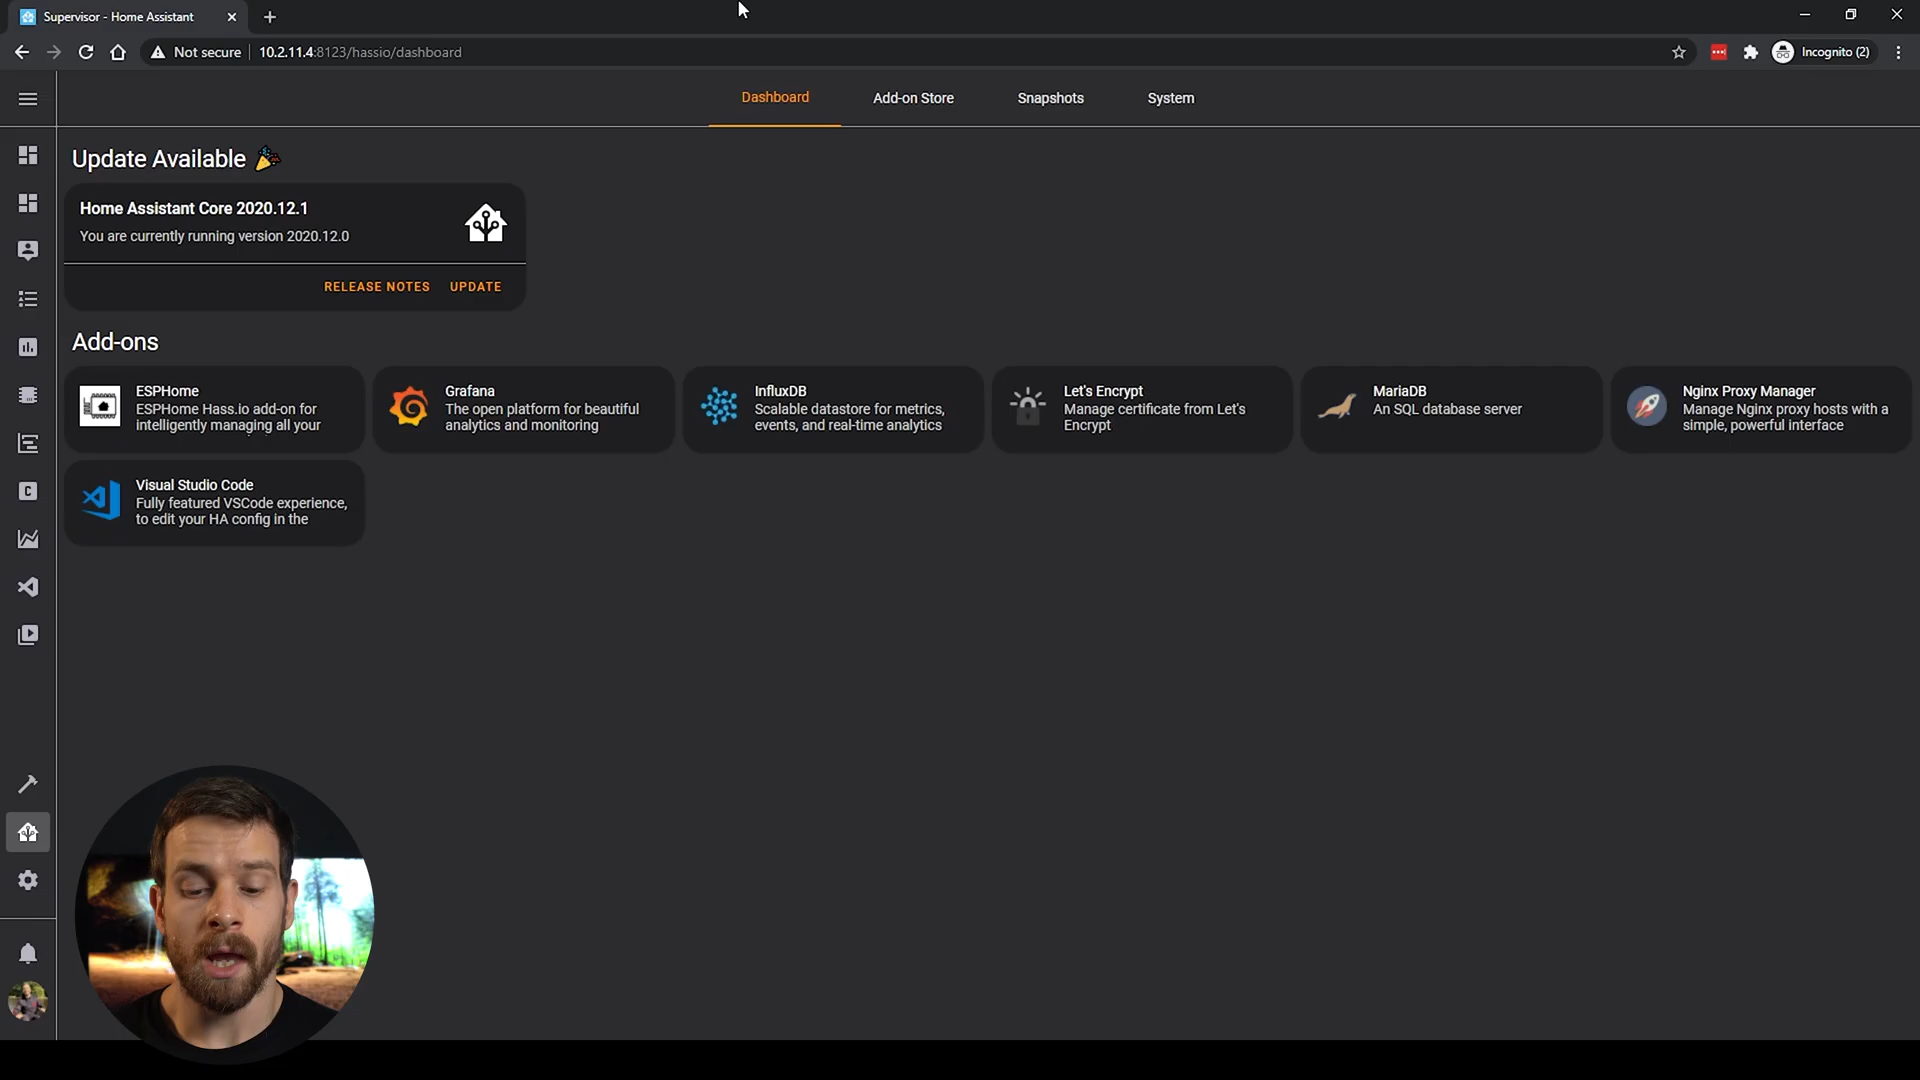 Supervisor - Home Assistant
Not secure
10.2.11.4:8123/hassio/dashboard
Incognito (2)
Dashboard
Add-on Store
Snapshots
System
Update Available
Home Assistant Core 2020.12.1
You are currently running version 2020.12.0
RELEASE NOTES
UPDATE
Add-ons
ESPHome
ESPHome Hass.io add-on for
intelligently managing all your
Grafana
The open platform for beautiful
analytics and monitoring
InfluxDB
Scalable datastore for metrics,
events, and real-time analytics
Let's Encrypt
Manage certificate from Let's
Encrypt
MariaDB
An SQL database server
Nginx Proxy Manager
Manage Nginx proxy hosts with a
simple, powerful interface
Visual Studio Code
Fully featured VSCode experience,
to edit your HA config in the
C